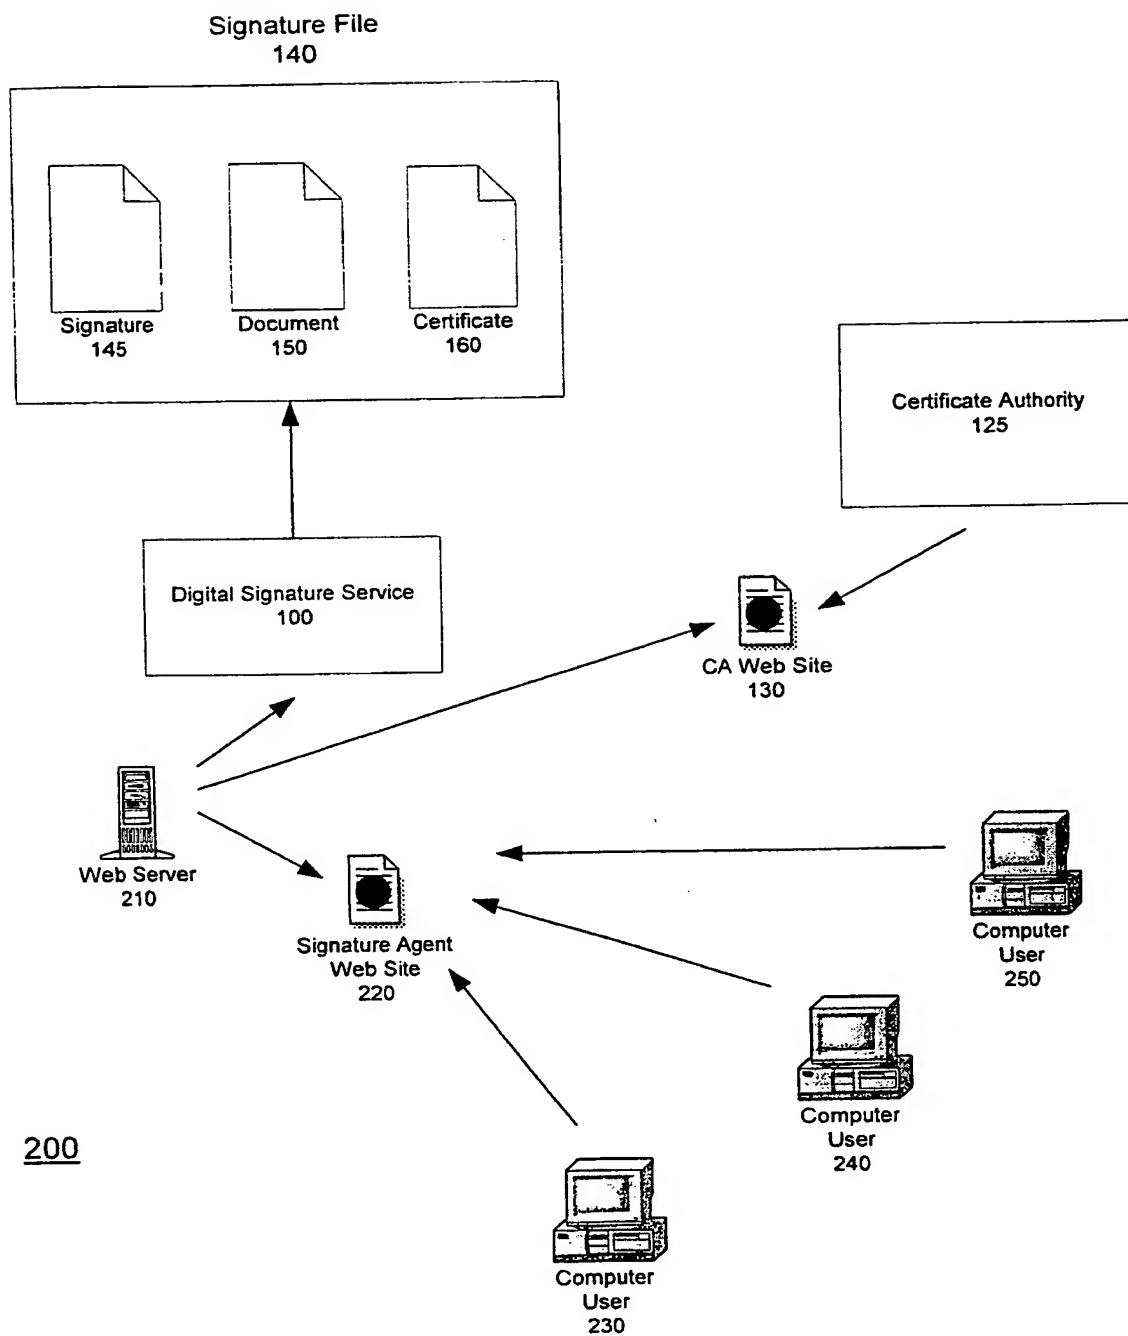 Signature File
140
Signature
145
Document
150
Certificate
160
Certificate Authority
125
Digital Signature Service
100
CA Web Site
130
Web Server
210
Signature Agent
Web Site
220
Computer
User
250
Computer
User
240
200
Computer
User
230